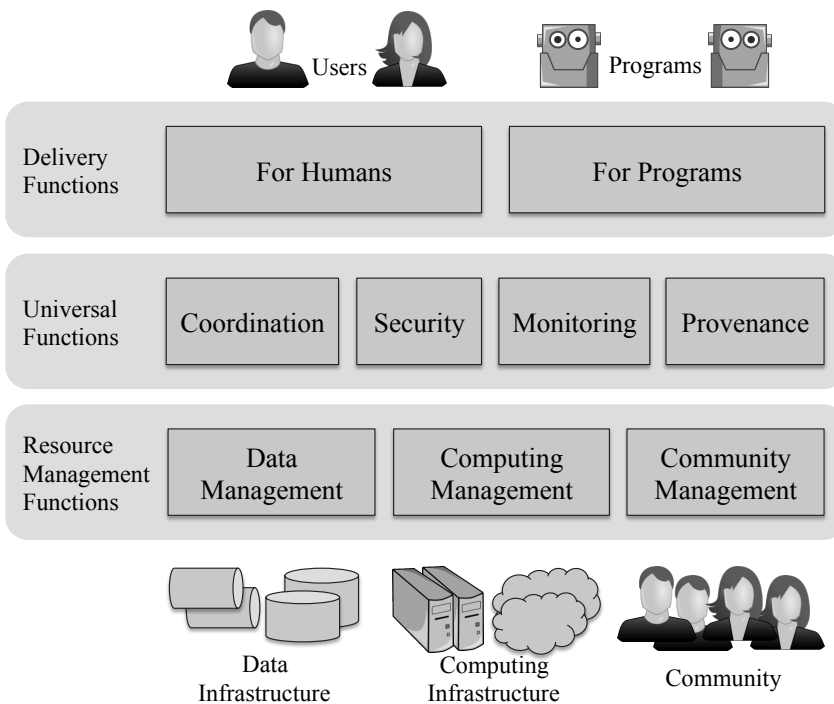 Users
Programs
Delivery
Functions
For Humans
For Programs
Universal
Functions
Coordination
Security
Monitoring
Provenance
Resource
Management
Functions
Data
Management
Computing
Management
Community
Management
Data
Infrastructure
Computing
Infrastructure
Community